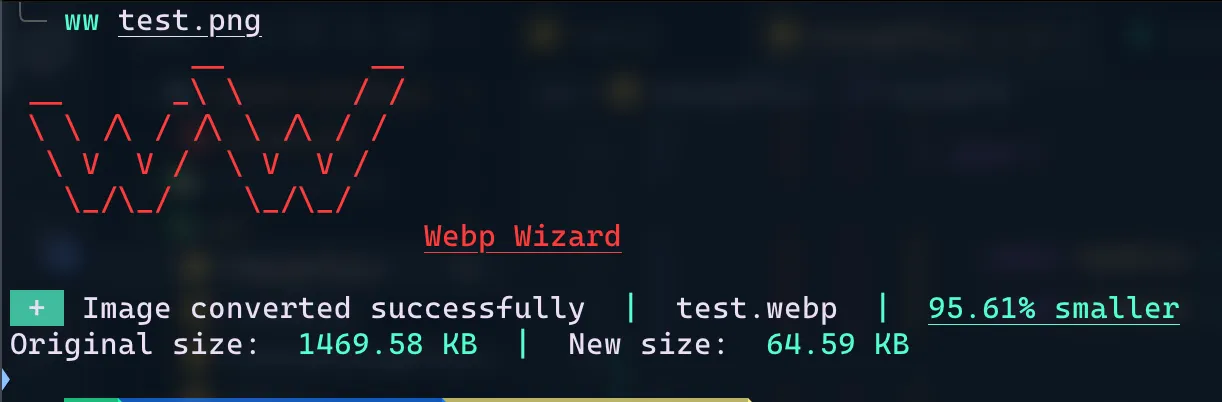 ww test.png
Webp Wizard
+ Image converted successfully | test.webp | 95.61% smaller
Original size: 1469.58 KB | New size: 64.59 KB